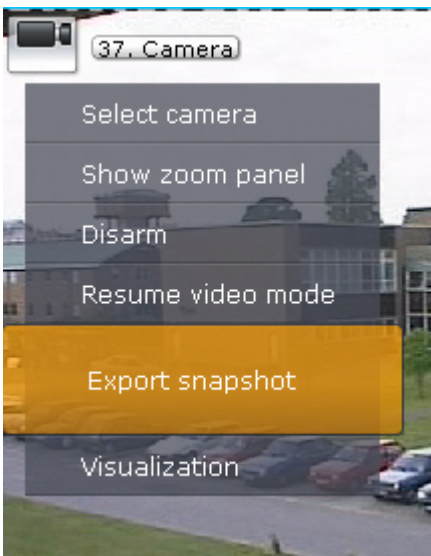 37. Camera
Select camera
Show zoom panel
Disarm
Resume video mode
Export snapshot
Visualization